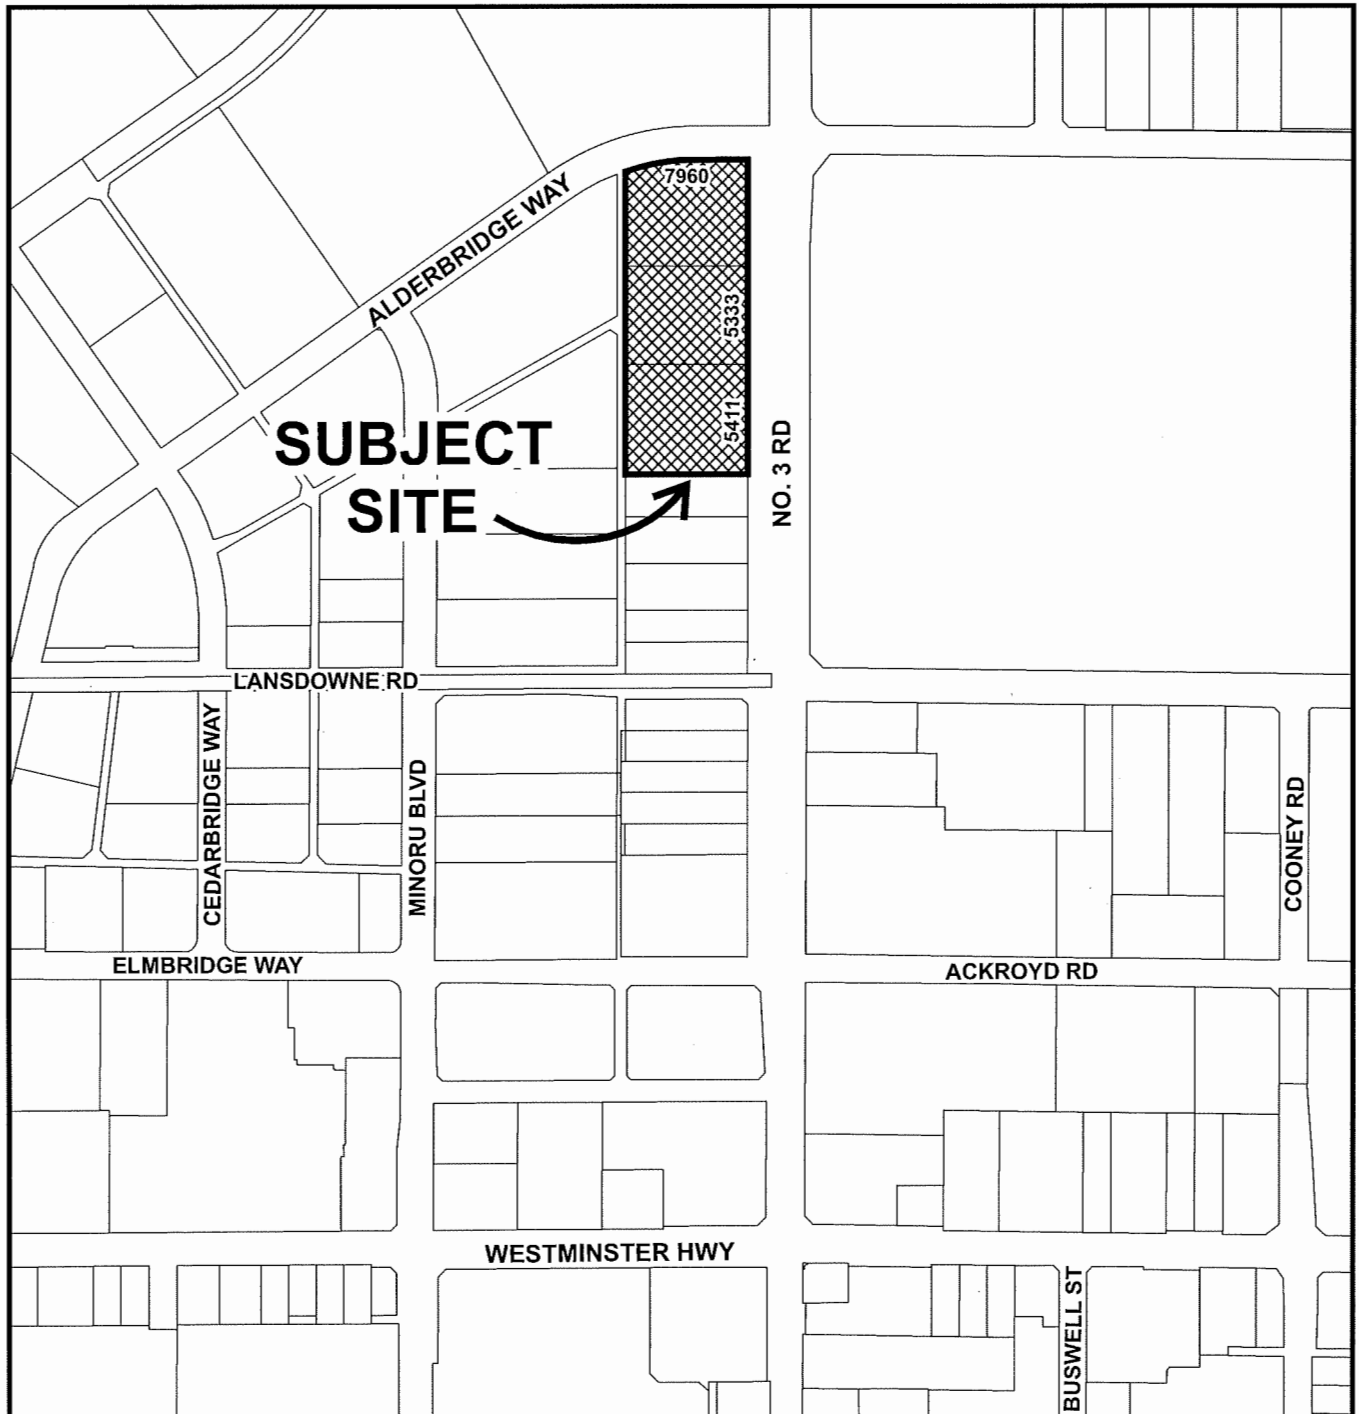 7960
ALDERBRIDGE WAY
5333
5411
SUBJECT
SITE
NO. 3 RD
LANSDOWNE RD
CEDARBRIDGE WAY
MINORU BLVD
COONEY RD
ELMBRIDGE WAY
ACKROYD RD
WESTMINSTER HWY
BUSWELL ST